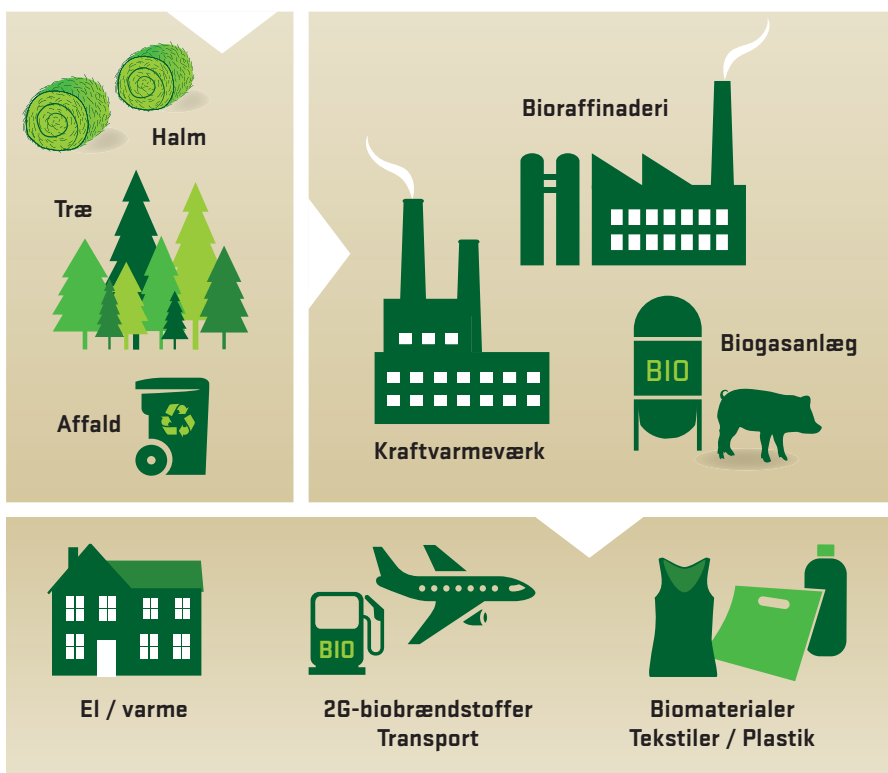 Halm
Træ
Affald
Bioraffinaderi
Kraftvarmeværk
Biogasanlæg
BIO
El / varme
BIO
2G-biobrændstoffer
Transport
Biomaterialer
Tekstiler / Plastik